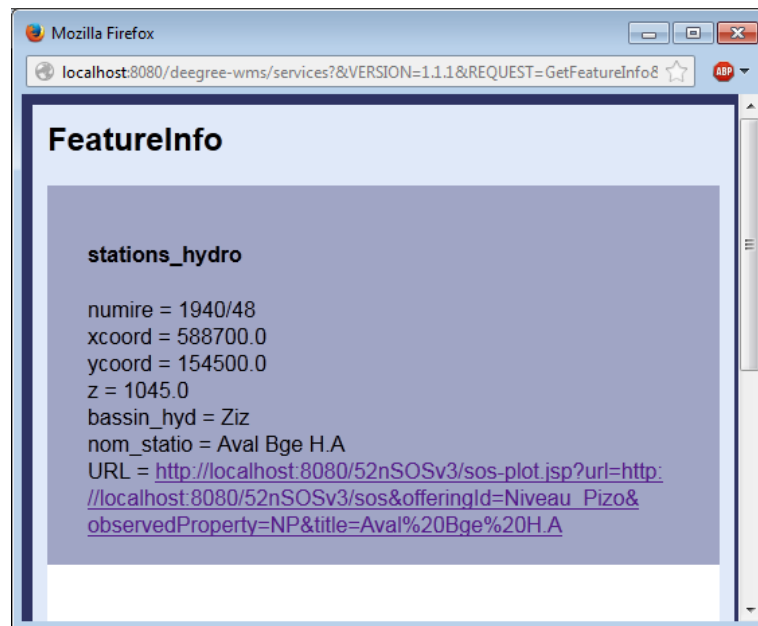 Mozilla Firefox
localhost:8080/deegree-wms/services?&VERSION=1.1.1&REQUEST=GetFeatureInfo&
ABP
FeatureInfo
stations_hydro
numire = 1940/48
xcoord = 588700.0
ycoord = 154500.0
z = 1045.0
bassin_hyd = Ziz
nom_statio = Aval Bge H.A
URL = http://localhost:8080/52nSOSv3/sos-plot.jsp?url=http:
//localhost:8080/52nSOSv3/sos&offeringId=Niveau_Pizo&
observedProperty=NP&title=Aval%20Bge%20H.A